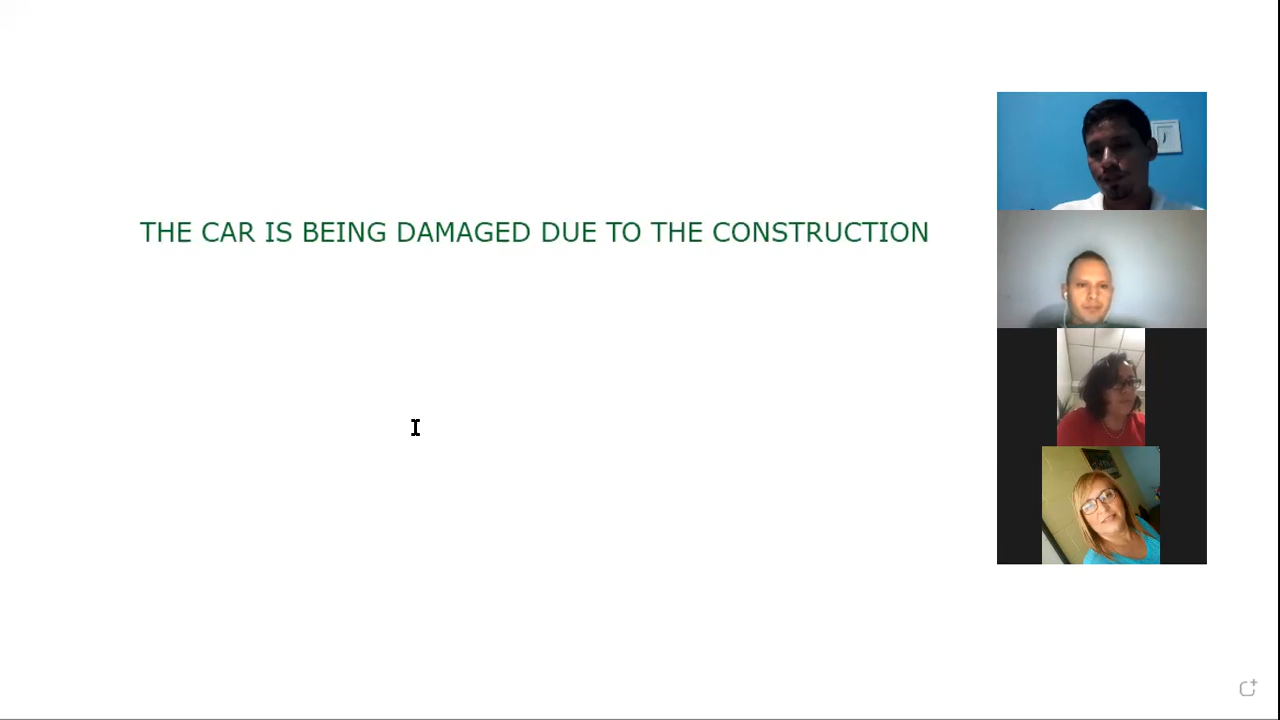 THE CAR IS BEING DAMAGED DUE TO THE CONSTRUCTION